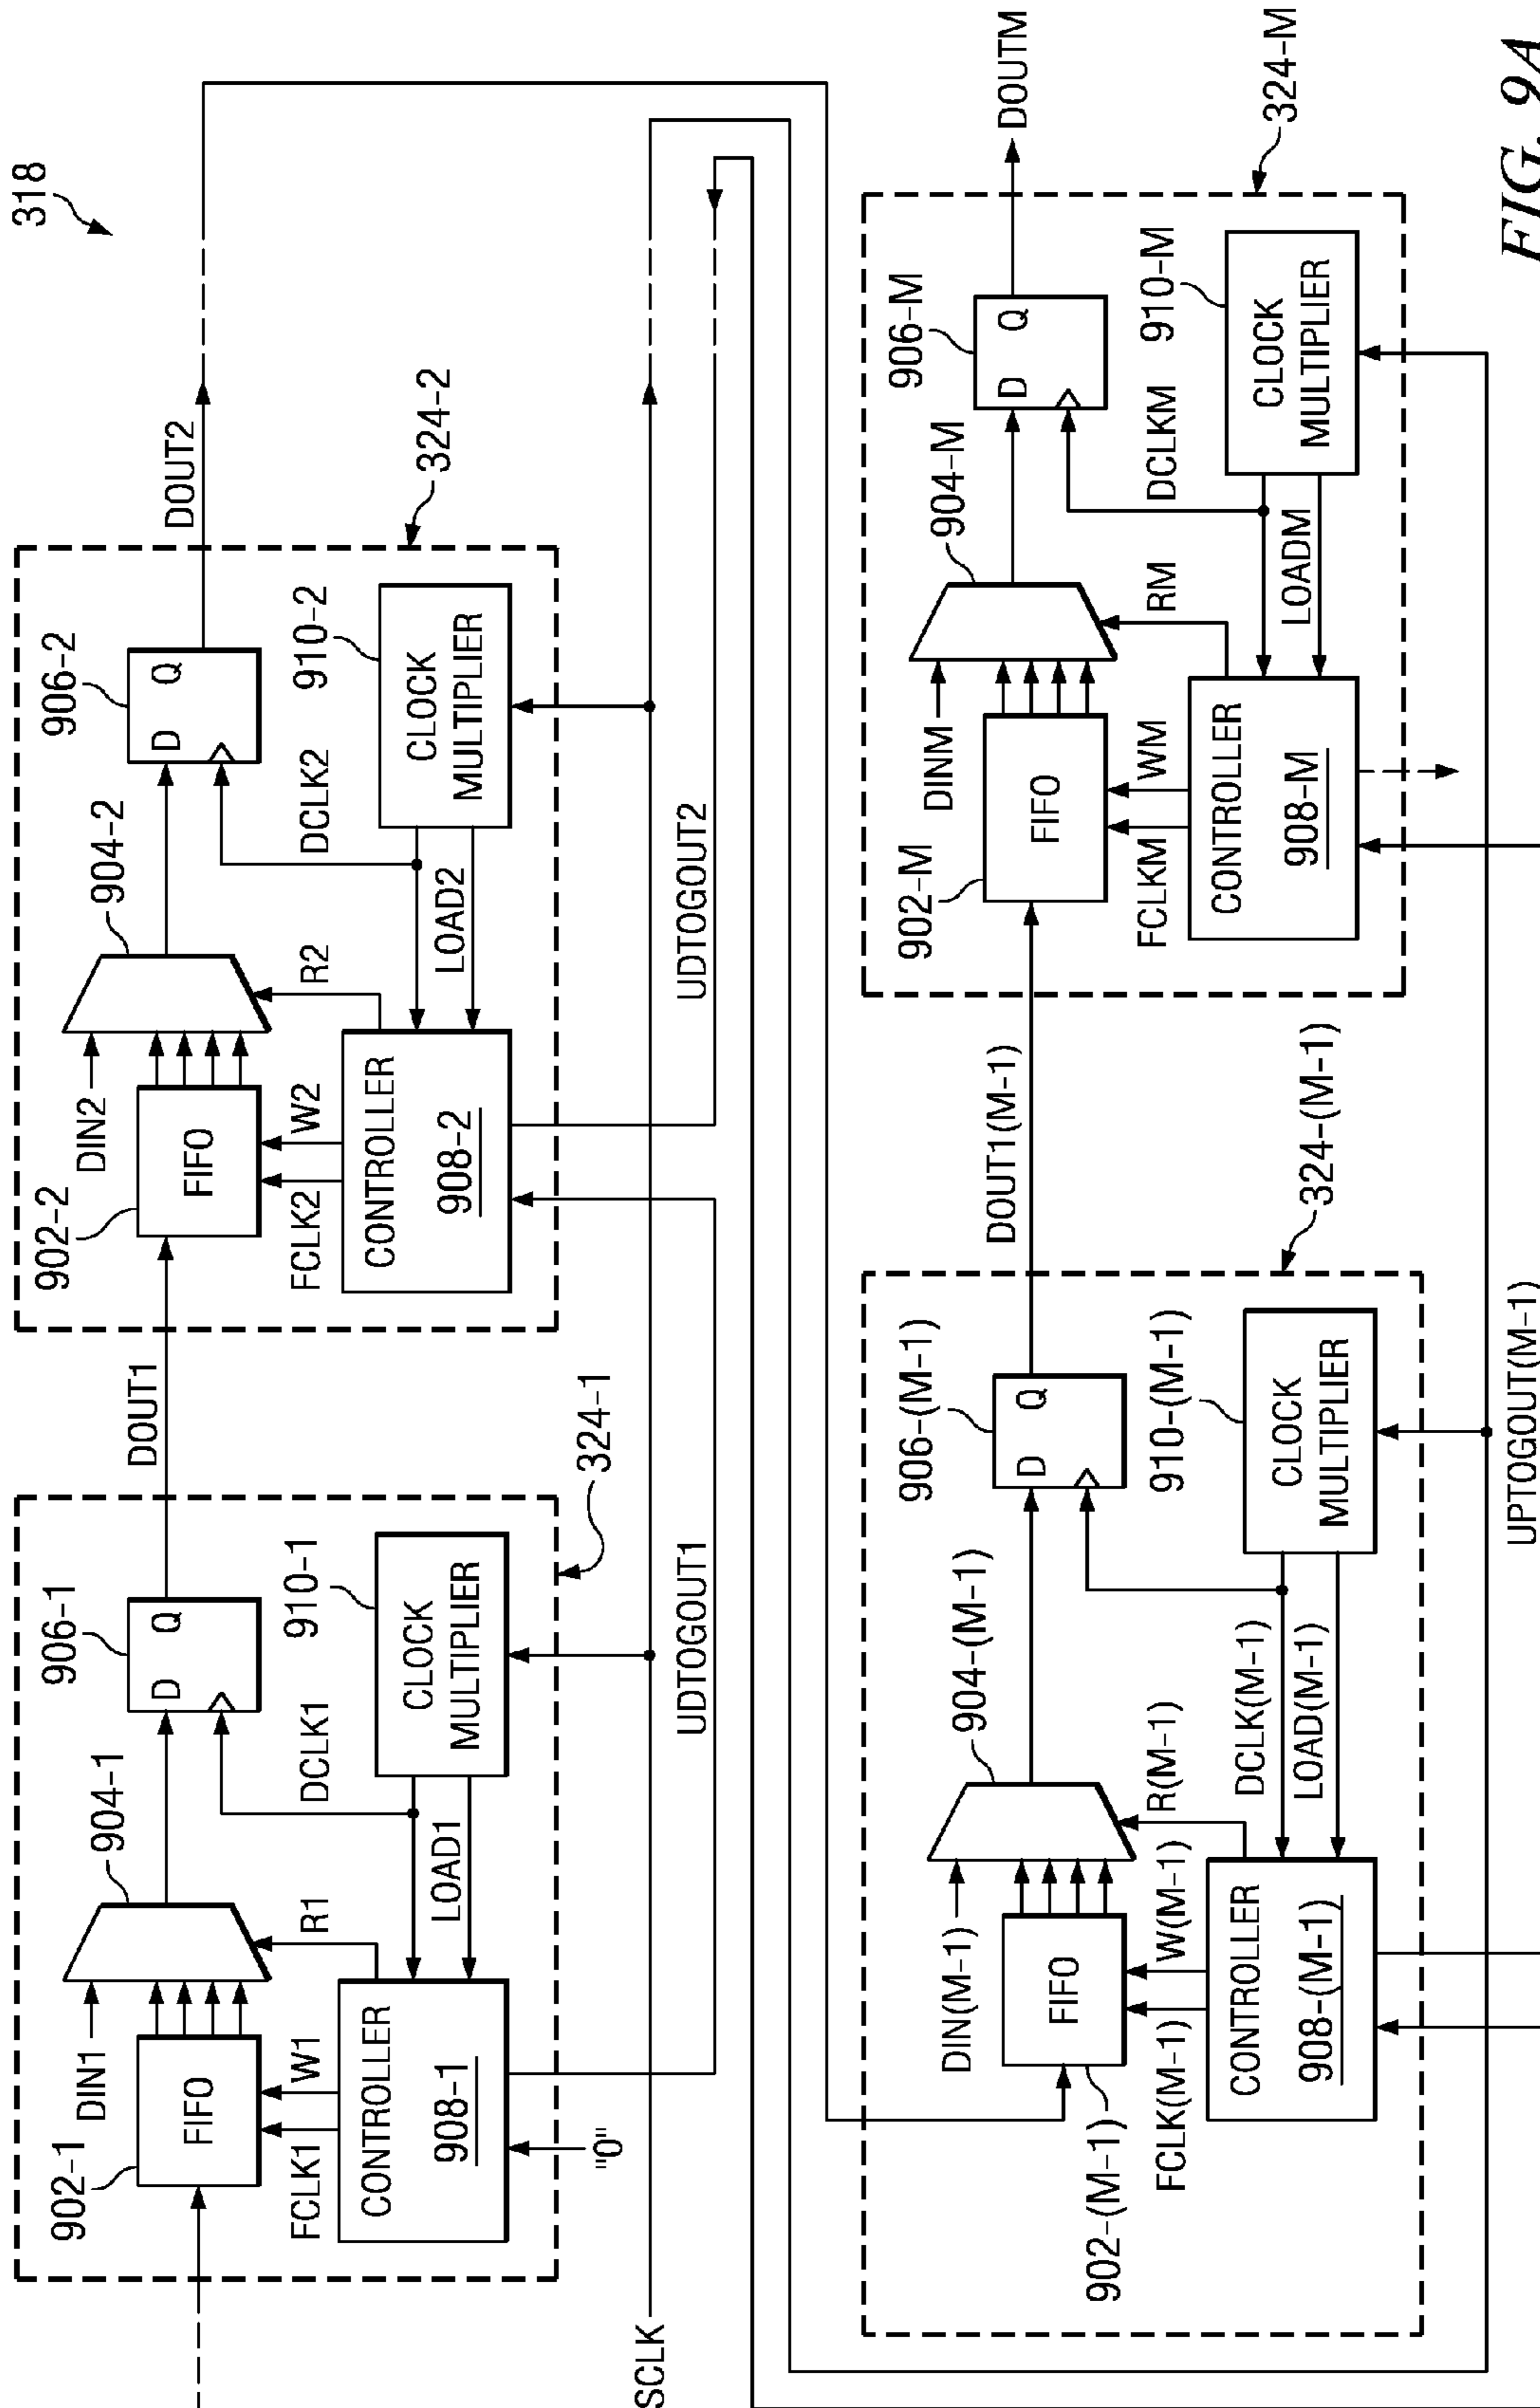 318
902-1
DIN1
904-1
906-1
DOUT1
FIFO
D Q
FCLK1
W1
R1
DCLK1
910-1
CONTROLLER
908-1
LOAD1
CLOCK
MULTIPLIER
324-1
"0"
UDTOGOUT1
SCLK
902-2
DIN2
904-2
906-2
DOUT2
FIFO
D Q
FCLK2
W2
R2
DCLK2
910-2
CONTROLLER
908-2
LOAD2
CLOCK
MULTIPLIER
324-2
UDTOGOUT2
DIN(M-1)
904-(M-1)
906-(M-1)
DOUT1(M-1)
FIFO
D Q
902-(M-1)
FCLK(M-1)
W(M-1)
R(M-1)
DCLK(M-1)
LOAD(M-1)
910-(M-1)
CONTROLLER
908-(M-1)
CLOCK
MULTIPLIER
324-(M-1)
UPTOGOUT(M-1)
902-M
DINM
904-M
906-M
DOUTM
FIFO
D Q
FCLKM
WM
RM
DCLKM
910-M
CONTROLLER
908-M
LOADM
CLOCK
MULTIPLIER
324-M
FIG. 9A